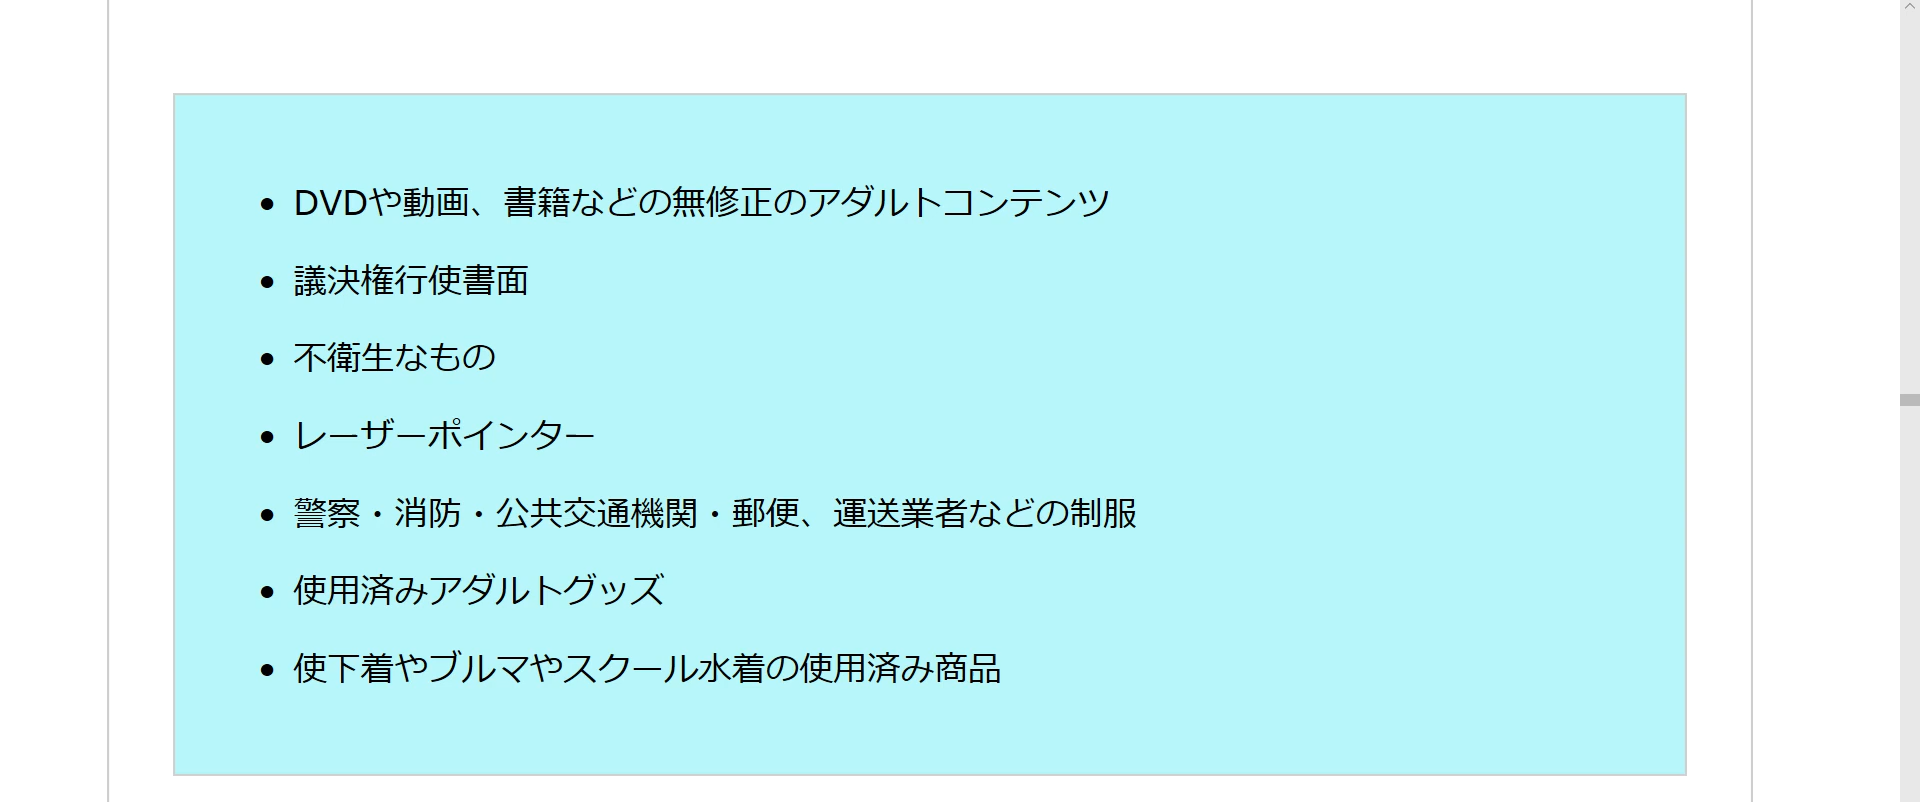 DVDや動画、書籍などの無修正のアダルトコンテンツ
議決権行使書面
不衛生なもの
レーザーポインター
警察・消防・公共交通機関・郵便、運送業者などの制服
使用済みアダルトグッズ
使下着やブルマやスクール水着の使用済み商品